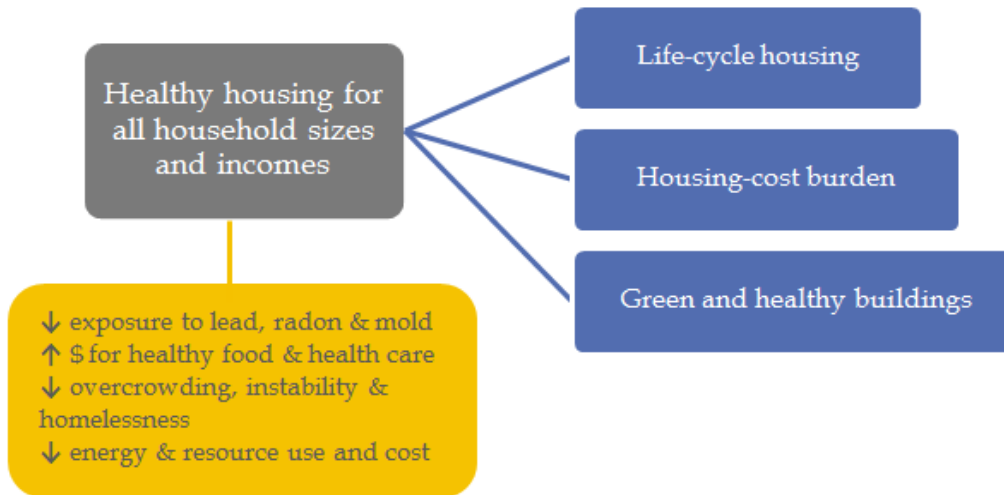 Healthy housing for
all household sizes
and incomes
Life-cycle housing
Housing-cost burden
Green and healthy buildings
↓ exposure to lead, radon & mold
↑ $ for healthy food & health care
↓ overcrowding, instability &
homelessness
↓ energy & resource use and cost